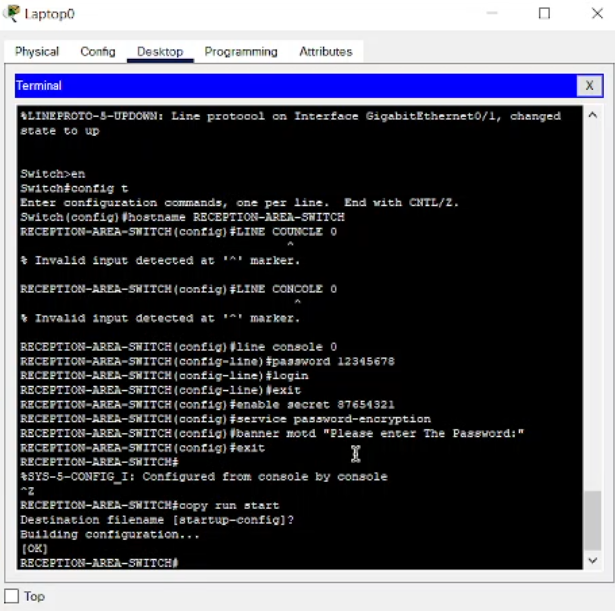 Laptop0
Physical Config Desktop Programming Attributes
Terminal
X
%LINEPROTO-5-UPDOWN: Line protocol on Interface GigabitEthernet0/1, changed
state to up
Switch>en
Switch#config t
Enter configuration commands, one per line.  End with CNTL/Z.
Switch(config)#hostname RECEPTION-AREA-SWITCH
RECEPTION-AREA-SWITCH(config)#LINE COUNCLE 0
^
% Invalid input detected at '^' marker.
RECEPTION-AREA-SWITCH(config)#LINE CONCOLE 0
^
% Invalid input detected at '^' marker.
RECEPTION-AREA-SWITCH(config)#line console 0
RECEPTION-AREA-SWITCH(config-line)#password 12345678
RECEPTION-AREA-SWITCH(config-line)#login
RECEPTION-AREA-SWITCH(config-line)#exit
RECEPTION-AREA-SWITCH(config)#enable secret 87654321
RECEPTION-AREA-SWITCH(config)#service password-encryption
RECEPTION-AREA-SWITCH(config)#banner motd "Please enter The Password:"
RECEPTION-AREA-SWITCH(config)#exit
RECEPTION-AREA-SWITCH#
%SYS-5-CONFIG_I: Configured from console by console
^Z
RECEPTION-AREA-SWITCH#copy run start
Destination filename [startup-config]?
Building configuration...
[OK]
RECEPTION-AREA-SWITCH#
Top